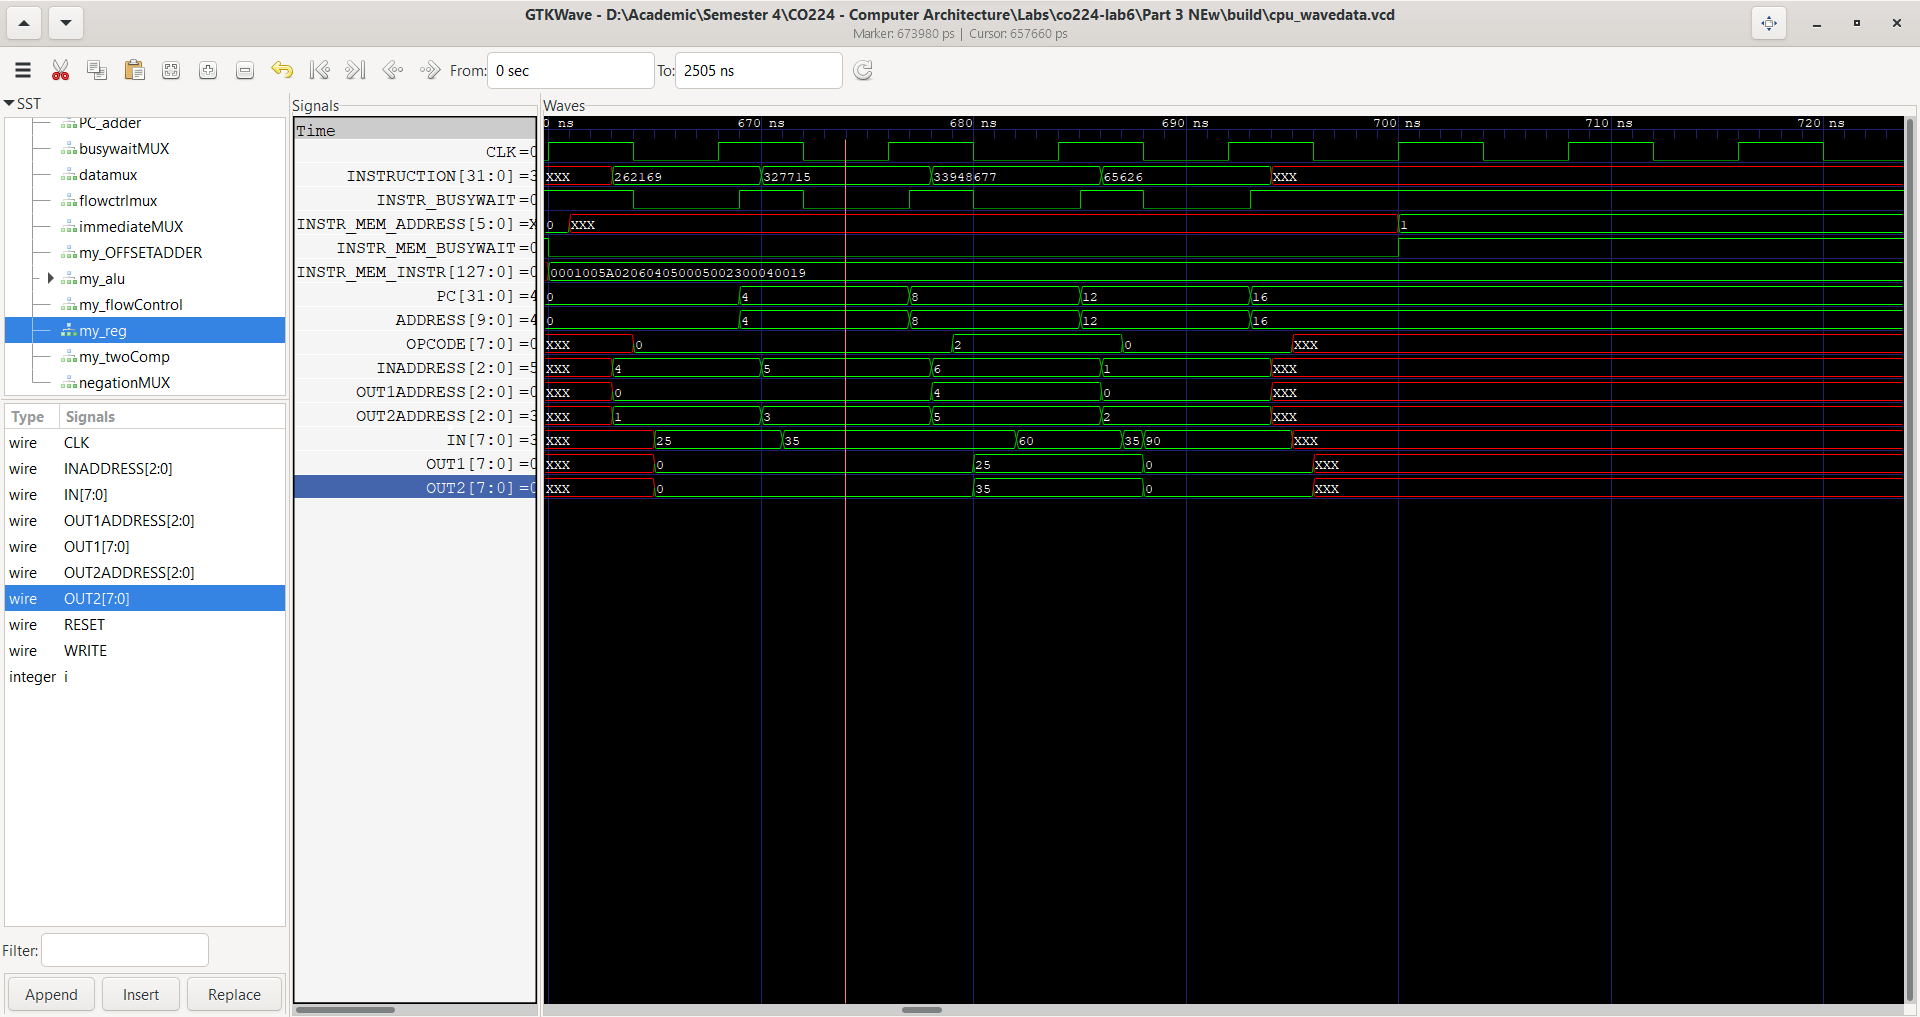 GTKWave - D:\Academic\Semester 4\CO224 - Computer Architecture\Labs\co224-lab6\Part 3 NEw\build\cpu_wavedata.vcd
Marker: 673980 ps | Cursor: 657660 ps
From: 0 sec To: 2505 ns
SST
PC_adder
busywaitMUX
datamux
flowctrlmux
immediateMUX
my_OFFSETADDER
my_alu
my_flowControl
my_reg
my_twoComp
negationMUX
Type Signals
wire CLK
wire INADDRESS[2:0]
wire IN[7:0]
wire OUT1ADDRESS[2:0]
wire OUT1[7:0]
wire OUT2ADDRESS[2:0]
wire OUT2[7:0]
wire RESET
wire WRITE
integer i
Filter:
Append Insert Replace
Signals
Time
CLK=0
INSTRUCTION[31:0]=3
INSTR_BUSYWAIT=0
INSTR_MEM_ADDRESS[5:0]=X
INSTR_MEM_BUSYWAIT=0
INSTR_MEM_INSTR[127:0]=0
PC[31:0]=4
ADDRESS[9:0]=4
OPCODE[7:0]=0
INADDRESS[2:0]=5
OUT1ADDRESS[2:0]=0
OUT2ADDRESS[2:0]=3
IN[7:0]=3
OUT1[7:0]=0
OUT2[7:0]=0
Waves
0 ns 670 ns 680 ns 690 ns 700 ns 710 ns 720 ns
XXX 262169 327715 33948677 65626 XXX
0 XXX 1
0001005A020604050005002300040019
0 4 8 12 16
0 4 8 12 16
XXX 0 2 0 XXX
XXX 4 5 6 1 XXX
XXX 0 4 0 XXX
XXX 1 3 5 2 XXX
XXX 25 35 60 35 90 XXX
XXX 0 25 0 XXX
XXX 0 35 0 XXX